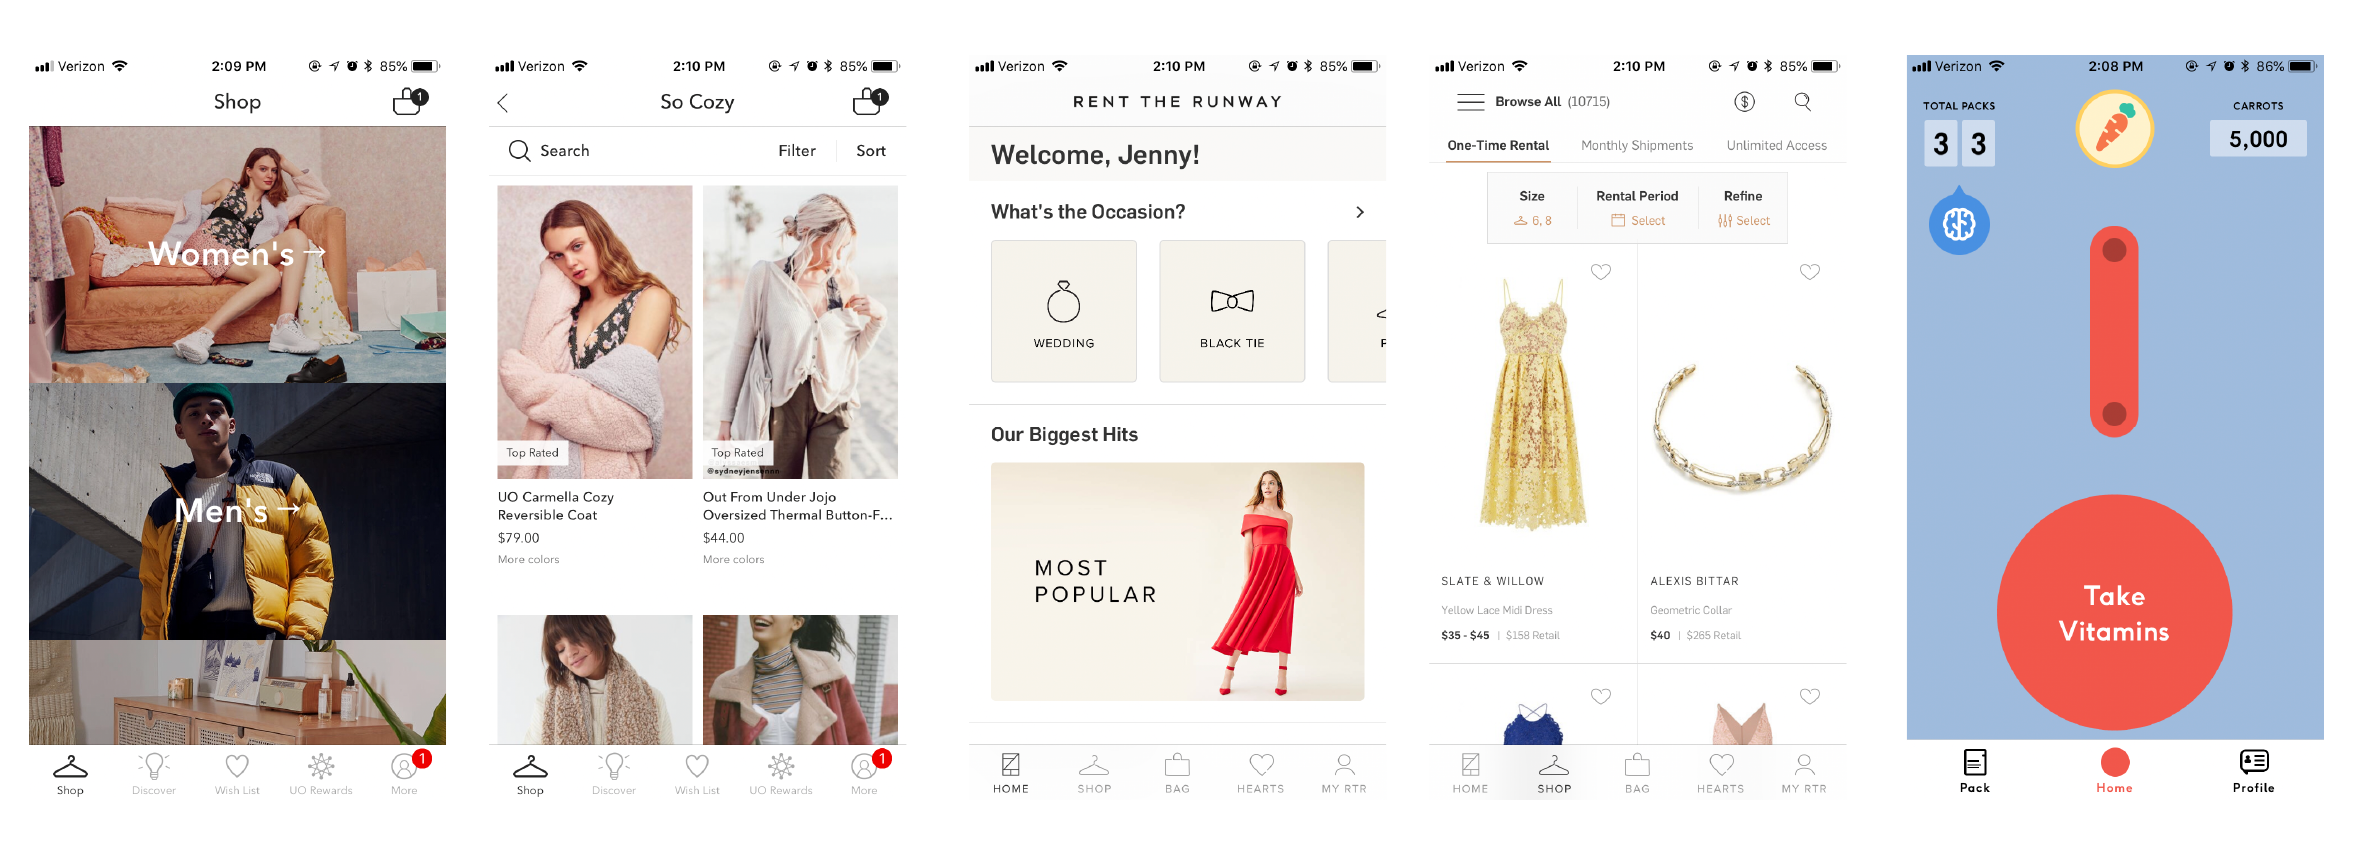 Verizon 2:09 PM 85%
Shop 1
Women's →
Men's →
1
Shop Discover Wish List UO Rewards More
Verizon 2:10 PM 85%
So Cozy 1
Search Filter Sort
Top Rated Top Rated
@sydneyjensennn
UO Carmella Cozy
Reversible Coat
$79.00
More colors
Out From Under Jojo
Oversized Thermal Button-F...
$44.00
More colors
1
Shop Discover Wish List UO Rewards More
Verizon 2:10 PM 85%
RENT THE RUNWAY
Welcome, Jenny!
What's the Occasion?
WEDDING BLACK TIE P
Our Biggest Hits
MOST
POPULAR
HOME SHOP BAG HEARTS MY RTR
Verizon 2:10 PM 85%
Browse All (10715) $
One-Time Rental Monthly Shipments Unlimited Access
Size Rental Period Refine
6, 8 Select Select
SLATE & WILLOW
Yellow Lace Midi Dress
$35 - $45 | $158 Retail
ALEXIS BITTAR
Geometric Collar
$40 | $265 Retail
HOME SHOP BAG HEARTS MY RTR
Verizon 2:08 PM 86%
TOTAL PACKS CARROTS
3 3 5,000
Take
Vitamins
Pack Home Profile